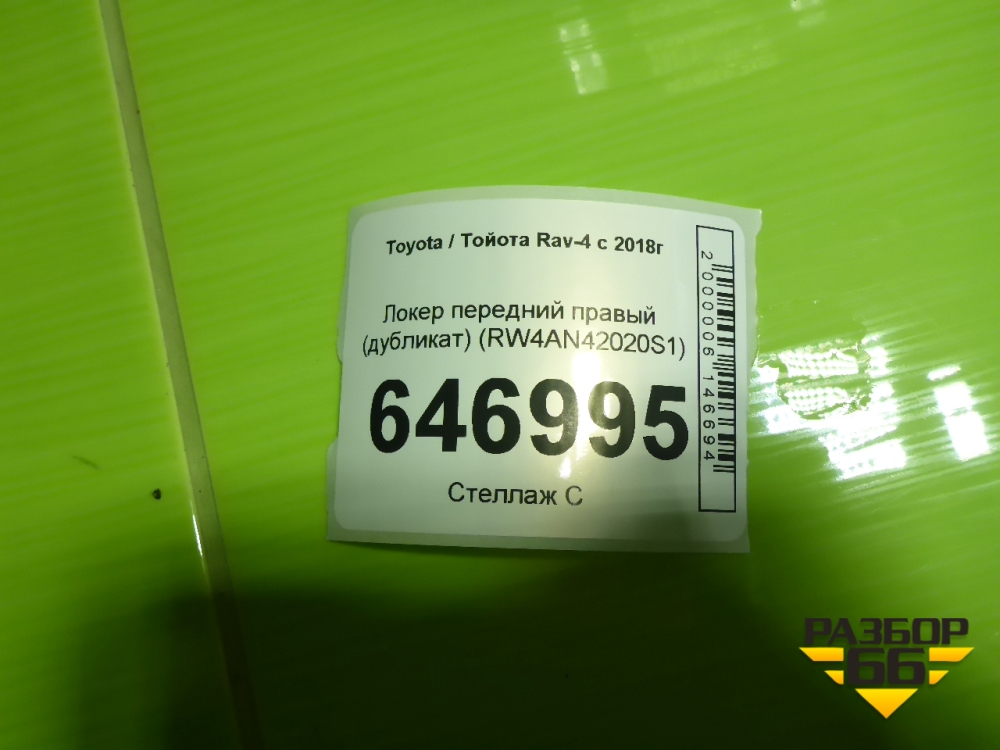 Toyota / Тойота Rav-4 с 2018г
Локер передний правый
(дубликат) (RW4AN42020S1)
646995
Стеллаж С
2000006146694
РАЗБОР
66